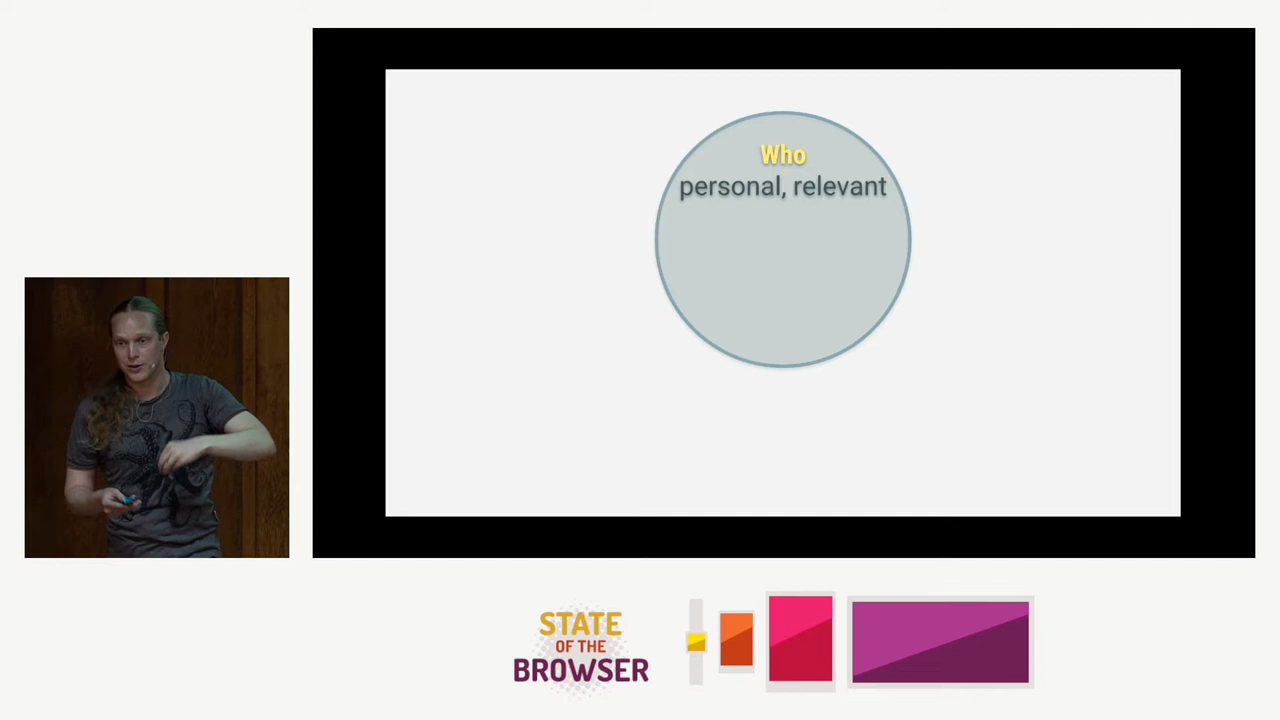 Who
personal, relevant
STATE
OF THE
BROWSER